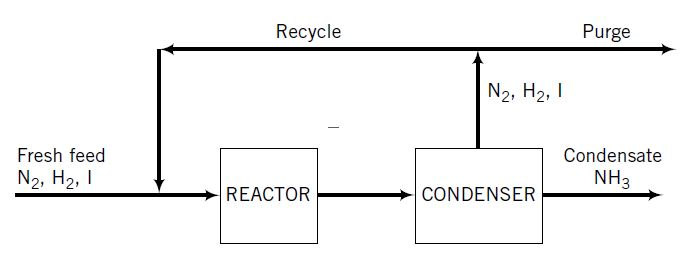 Recycle
Purge
N₂, H₂, I
Fresh feed
N₂, H₂, I
REACTOR
CONDENSER
Condensate
NH₃